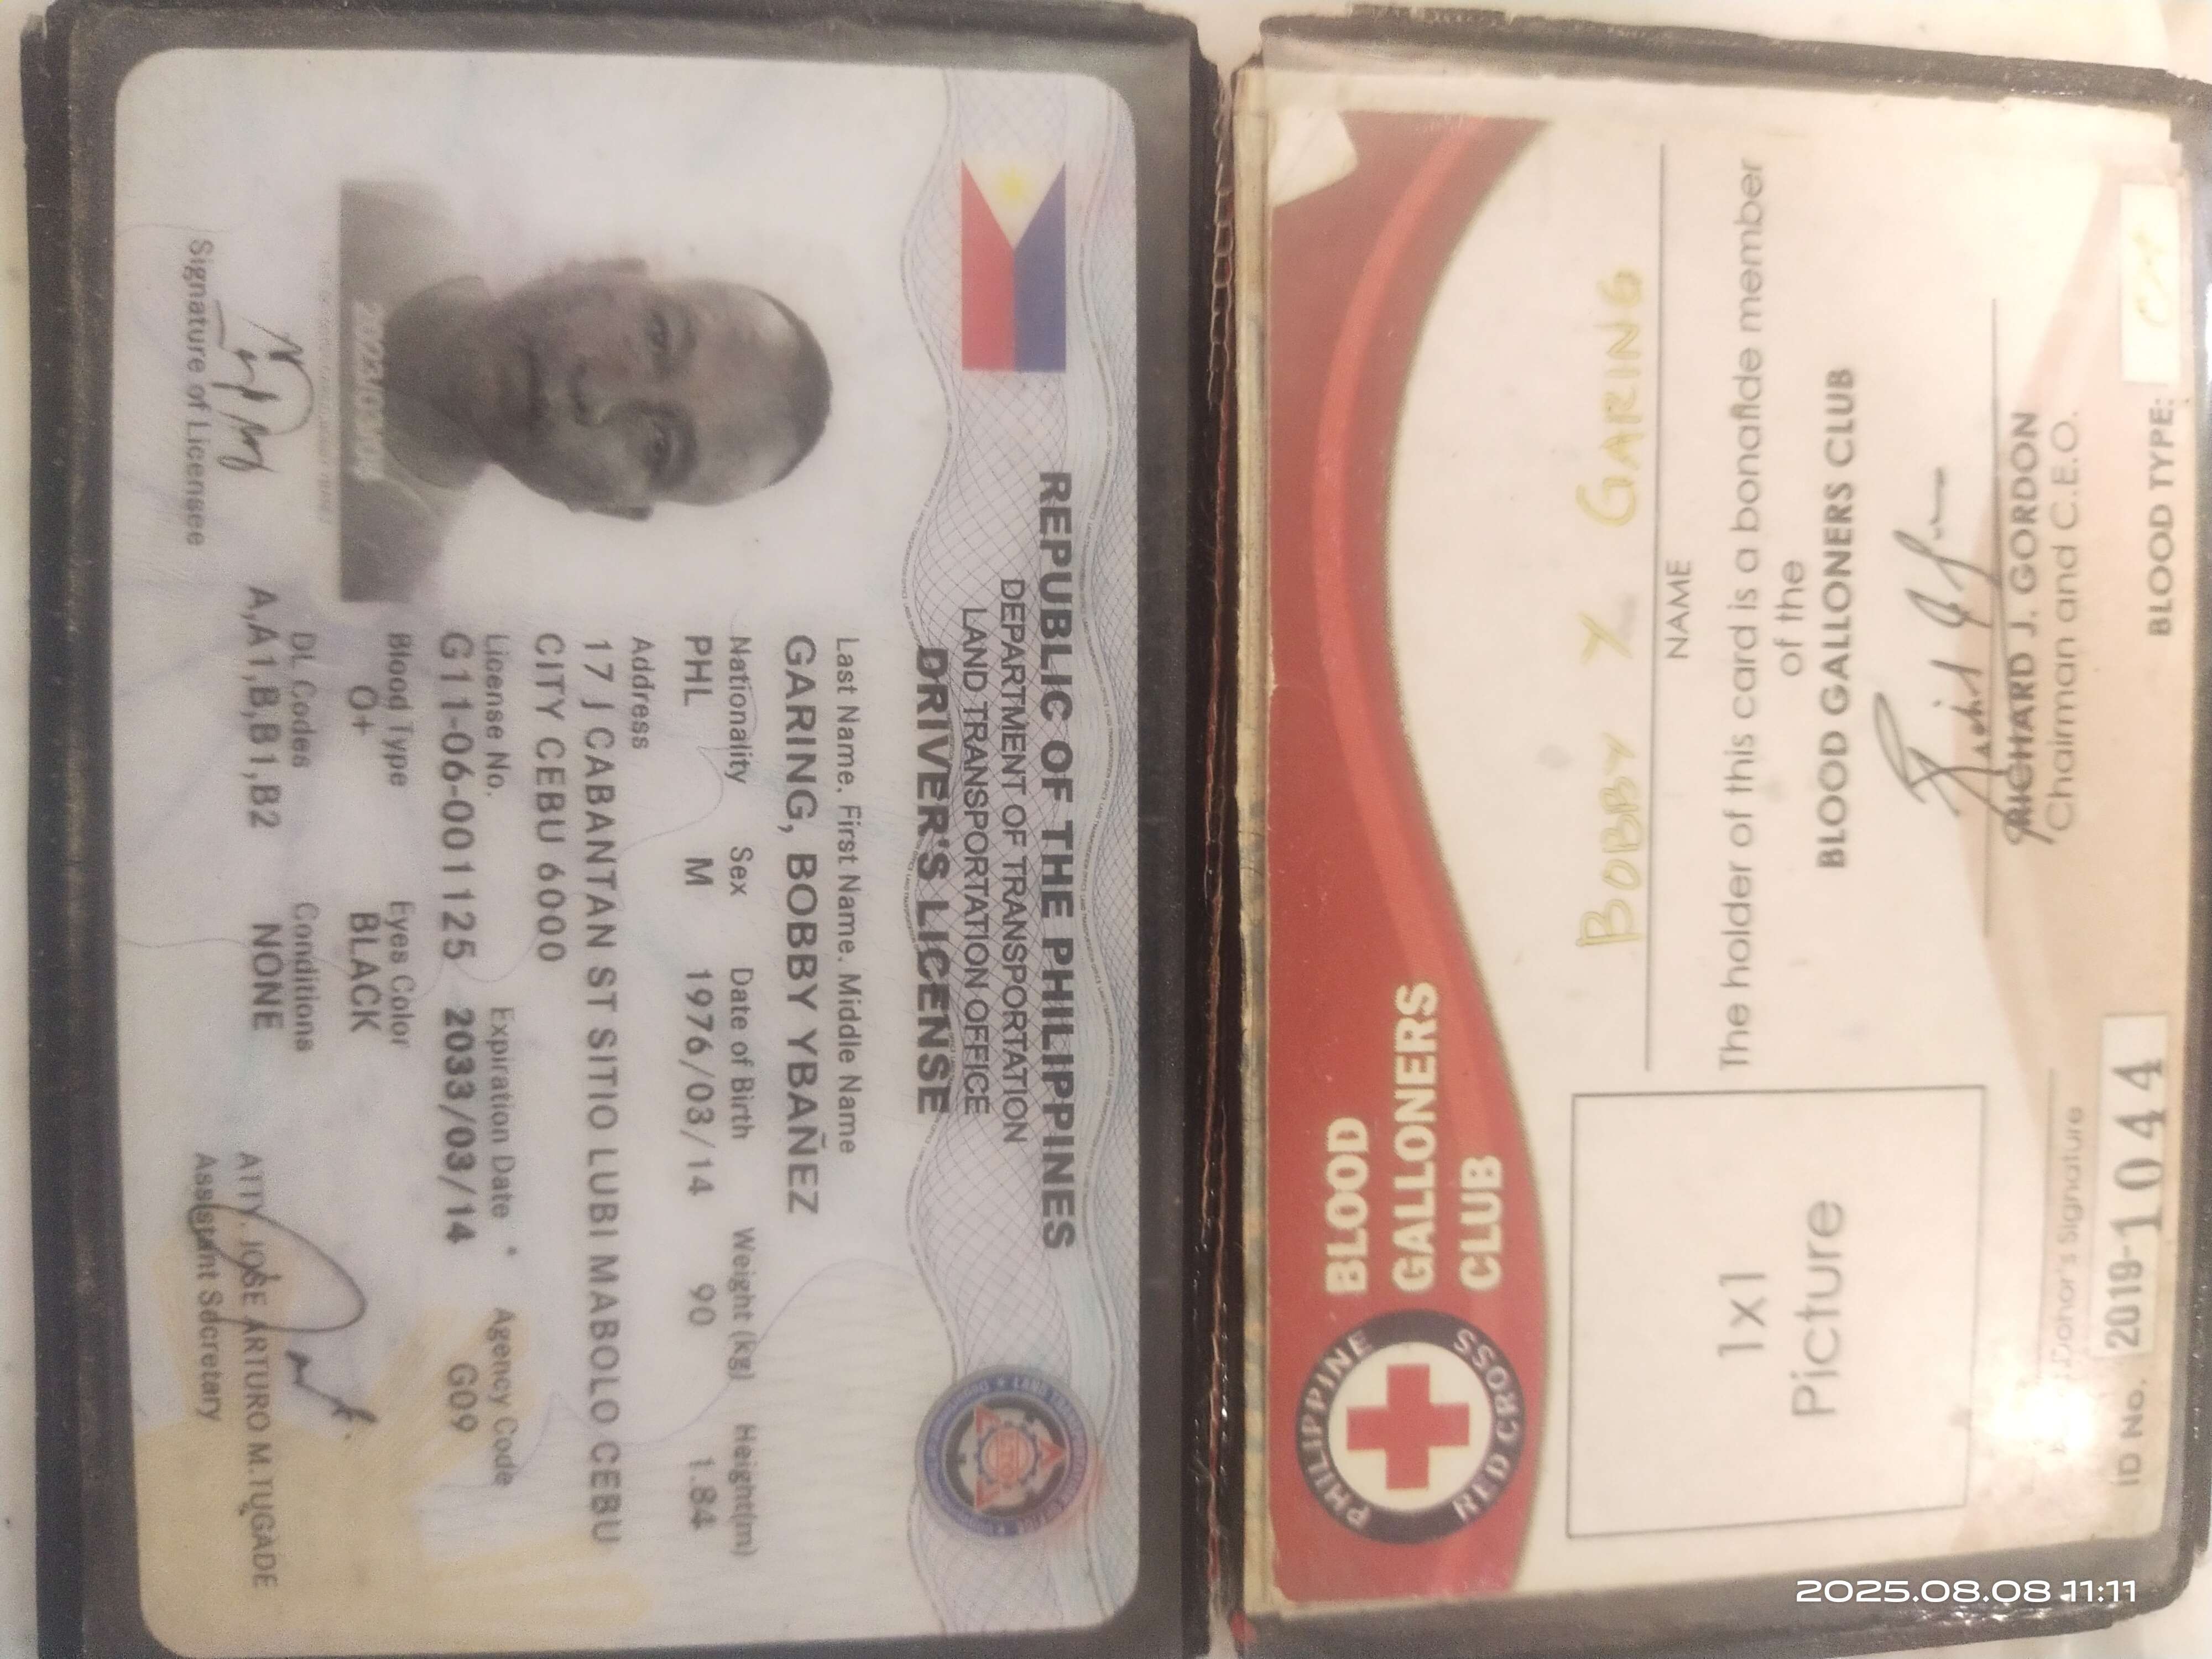 REPUBLIC OF THE PHILIPPINES
DEPARTMENT OF TRANSPORTATION
LAND TRANSPORTATION OFFICE
DRIVER'S LICENSE
Last Name. First Name. Middle Name
GARING, BOBBY YBAÑEZ
Nationality Sex Date of Birth Weight (kg) Height(m)
PHL M 1976/03/14 90 1.84
Address
17 J CABANTAN ST SITIO LUBI MABOLO CEBU
CITY CEBU 6000
License No. Expiration Date Agency Code
G11-06-001125 2033/03/14 G09
Blood Type Eyes Color
O+ BLACK
DL Codes Conditions
A,A1,B,B1,B2 NONE
Signature of Licensee
ATTY. JOSE ARTURO M.TUGADE
Assistant Secretary
PHILIPPINE RED CROSS
BLOOD
GALLONERS
CLUB
BOBBY Y GARING
NAME
The holder of this card is a bonafide member
of the
BLOOD GALLONERS CLUB
RICHARD J. GORDON
Chairman and C.E.O.
1x1
Picture
Donor's Signature
ID No. 2019-1044
BLOOD TYPE:
2025.08.08 11:11